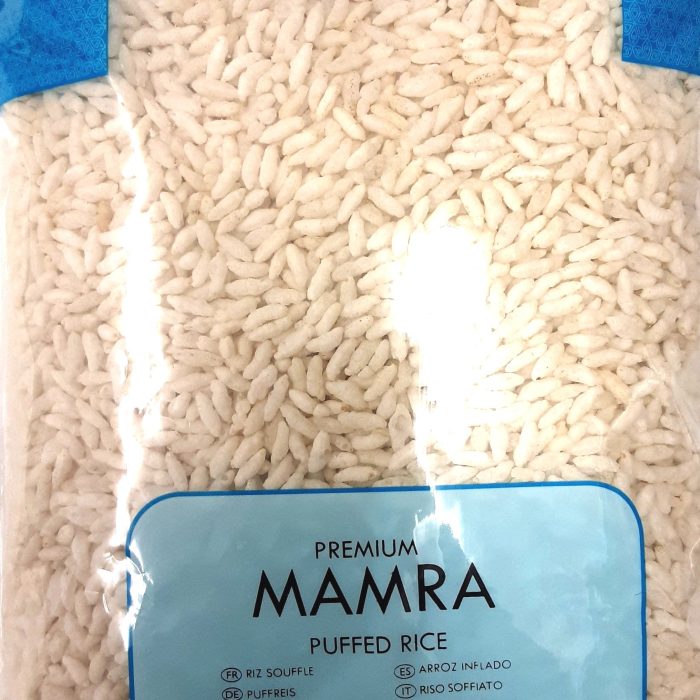 PREMIUM
MAMRA
PUFFED RICE
FR RIZ SOUFFLE
ES ARROZ INFLADO
DE PUFFREIS
IT RISO SOFFIATO